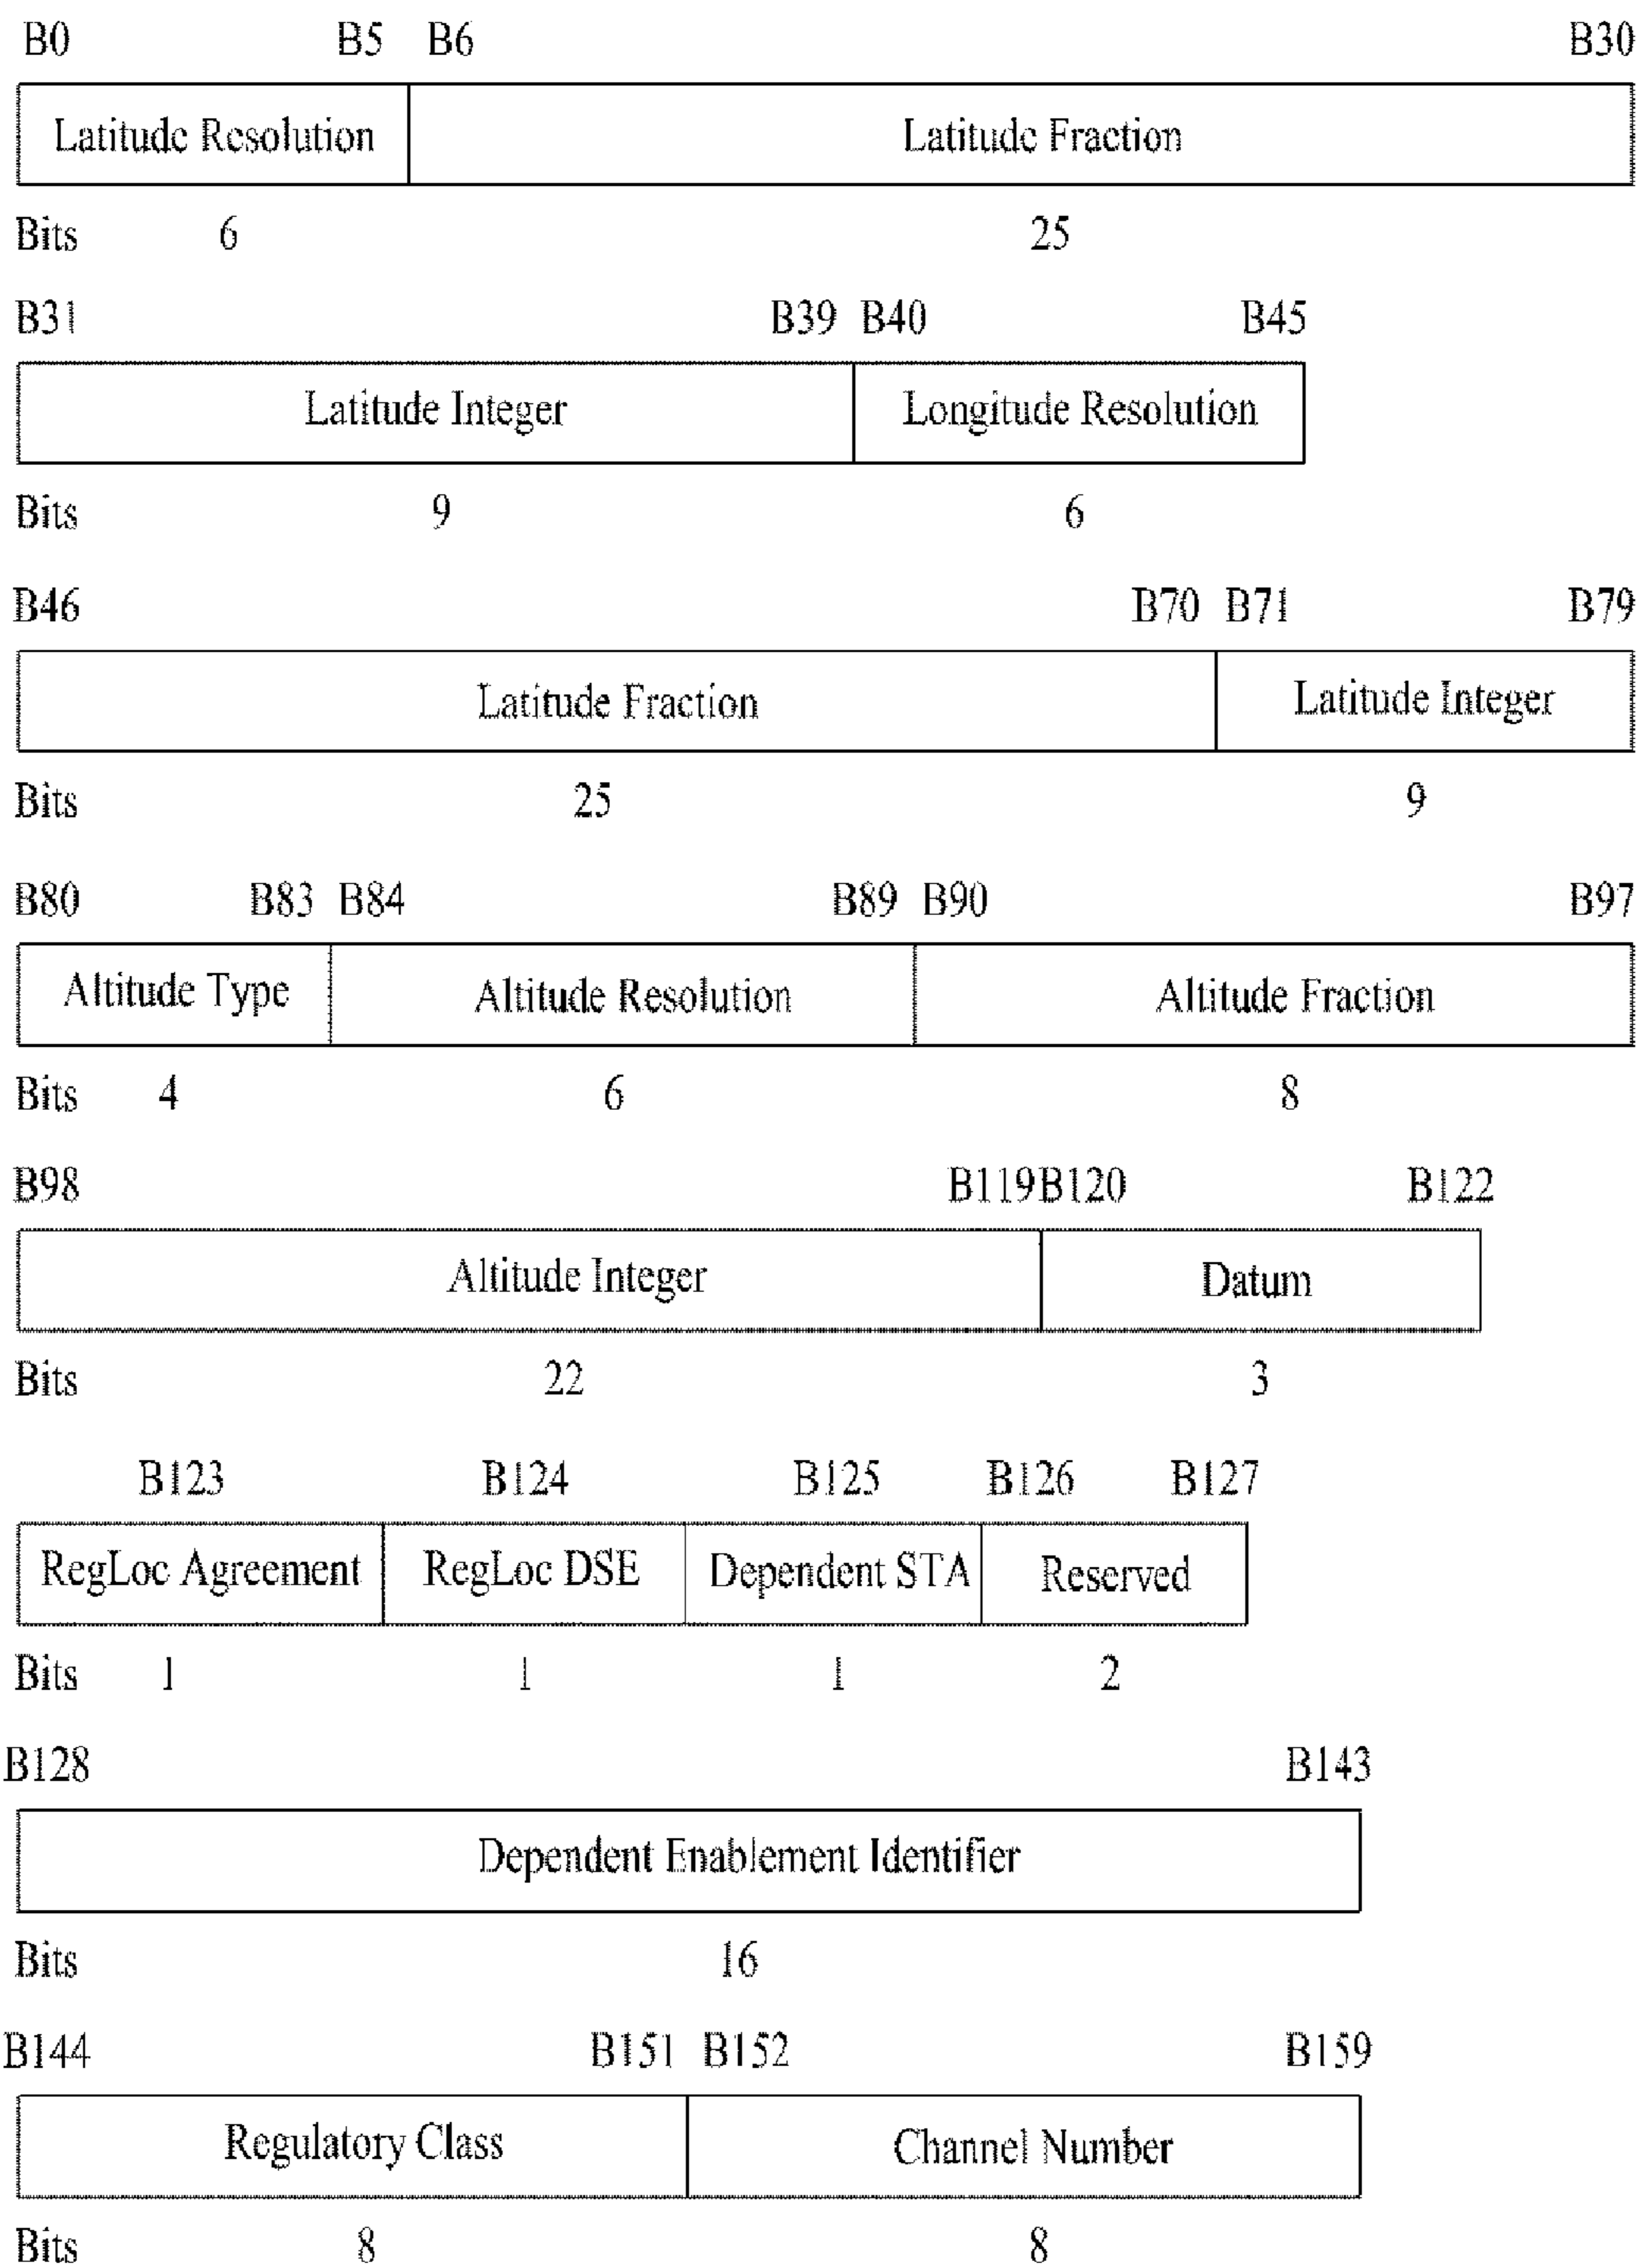 B0 B5 B6 B30
Latitude Resolution Latitude Fraction
Bits 6 25
B31 B39 B40 B45
Latitude Integer Longitude Resolution
Bits 9 6
B46 B70 B71 B79
Latitude Fraction Latitude Integer
Bits 25 9
B80 B83 B84 B89 B90 B97
Altitude Type Altitude Resolution Altitude Fraction
Bits 4 6 8
B98 B119 B120 B122
Altitude Integer Datum
Bits 22 3
B123 B124 B125 B126 B127
RegLoc Agreement RegLoc DSE Dependent STA Reserved
Bits 1 1 1 2
B128 B143
Dependent Enablement Identifier
Bits 16
B144 B151 B152 B159
Regulatory Class Channel Number
Bits 8 8